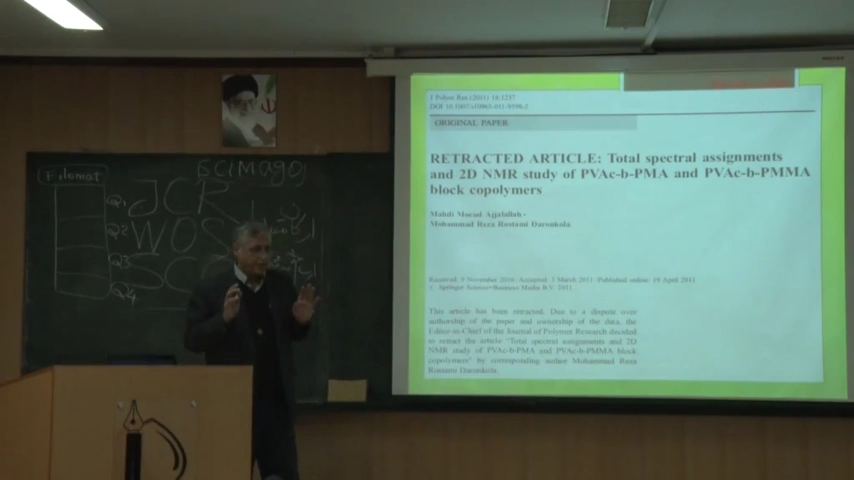 SCIMAGO
Eilomat
JCR
WOS
SC
Q1
Q2
Q3
Q4
J Polym Res (2011) 18:1237
DOI 10.1007/s10965-011-9598-2
ORIGINAL PAPER
RETRACTED ARTICLE: Total spectral assignments
and 2D NMR study of PVAc-b-PMA and PVAc-b-PMMA
block copolymers
Mahdi
Mohammad Reza Rostami Daronkola
Received: 9 November 2010 / Accepted: 3 March 2011 / Published online: 19 April 2011
© Springer Science+Business Media B.V. 2011
This article has been retracted. Due to a dispute over
authorship of the paper and ownership of the data, the
Editor-in-Chief of the Journal of Polymer Research decided
to retract the article "Total spectral assignments and 2D
NMR study of PVAc-b-PMA and PVAc-b-PMMA block
copolymers" by corresponding author Mohammad Reza
Rostami Daronkola.